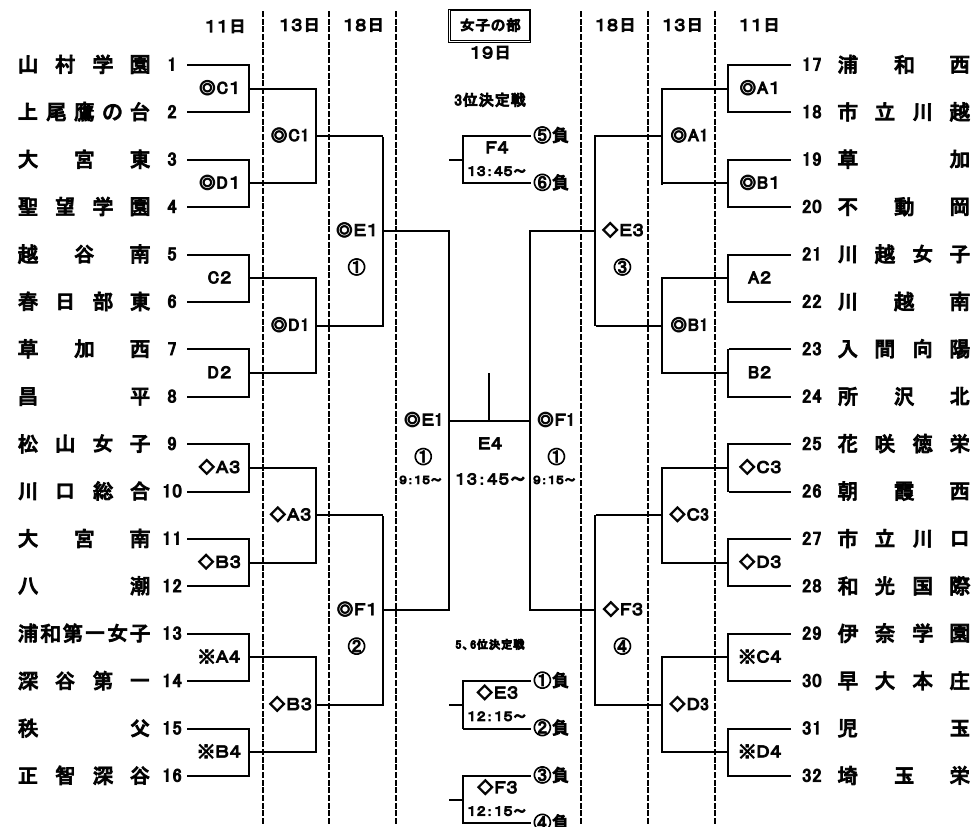 11日 13日 18日 女子の部 18日 13日 11日
19日
山村学園 1
◎C1
上尾鷹の台 2
◎C1
大宮東 3
◎D1
聖望学園 4
◎E1
①
越谷南 5
C2
春日部東 6
◎D1
草加西 7
D2
昌平 8
◎E1
①
9:15~
松山女子 9
◇A3
川口総合 10
◇A3
大宮南 11
◇B3
八潮 12
◎F1
②
浦和第一女子 13
※A4
深谷第一 14
◇B3
秩父 15
※B4
正智深谷 16
3位決定戦
⑤負
F4
13:45~
⑥負
E4
13:45~
5、6位決定戦
①負
◇E3
12:15~
②負
③負
◇F3
12:15~
④負
17 浦和西
◎A1
18 市立川越
◎A1
19 草加
◎B1
20 不動岡
◇E3
③
21 川越女子
A2
22 川越南
◎B1
23 入間向陽
B2
24 所沢北
◎F1
①
9:15~
25 花咲徳栄
◇C3
26 朝霞西
◇C3
27 市立川口
◇D3
28 和光国際
◇F3
④
29 伊奈学園
※C4
30 早大本庄
◇D3
31 児玉
※D4
32 埼玉栄